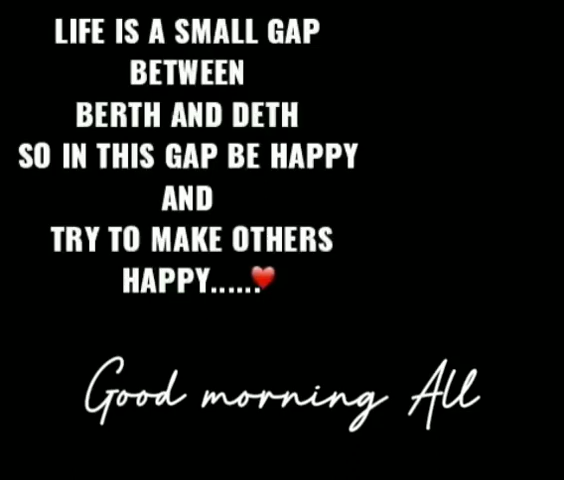 LIFE IS A SMALL GAP
BETWEEN
BERTH AND DETH
SO IN THIS GAP BE HAPPY
AND
TRY TO MAKE OTHERS
HAPPY......❤
Good morning All